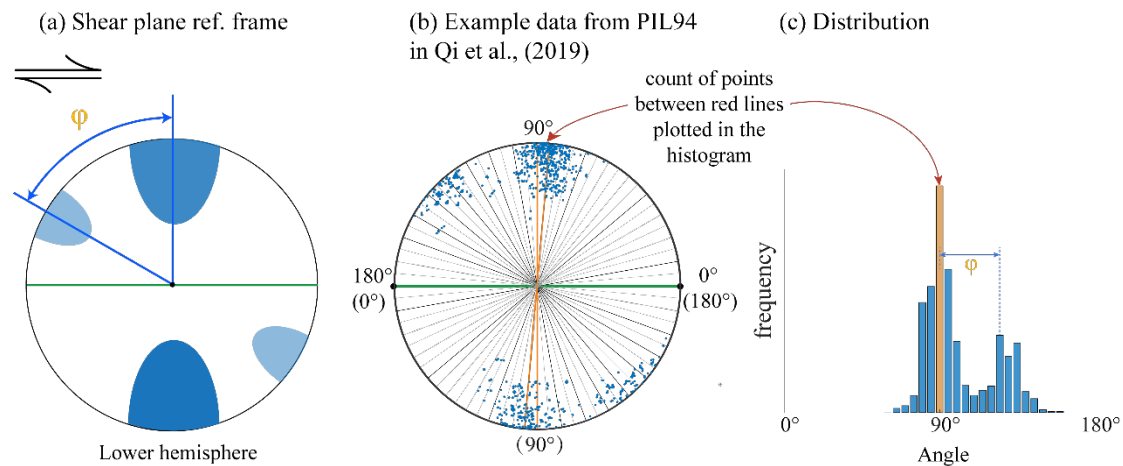 (a) Shear plane ref. frame
(b) Example data from PIL94
in Qi et al., (2019)
(c) Distribution
φ
Lower hemisphere
count of points
between red lines
plotted in the
histogram
90°
180°
(0°)
0°
(180°)
(90°)
frequency
φ
0°
90°
180°
Angle